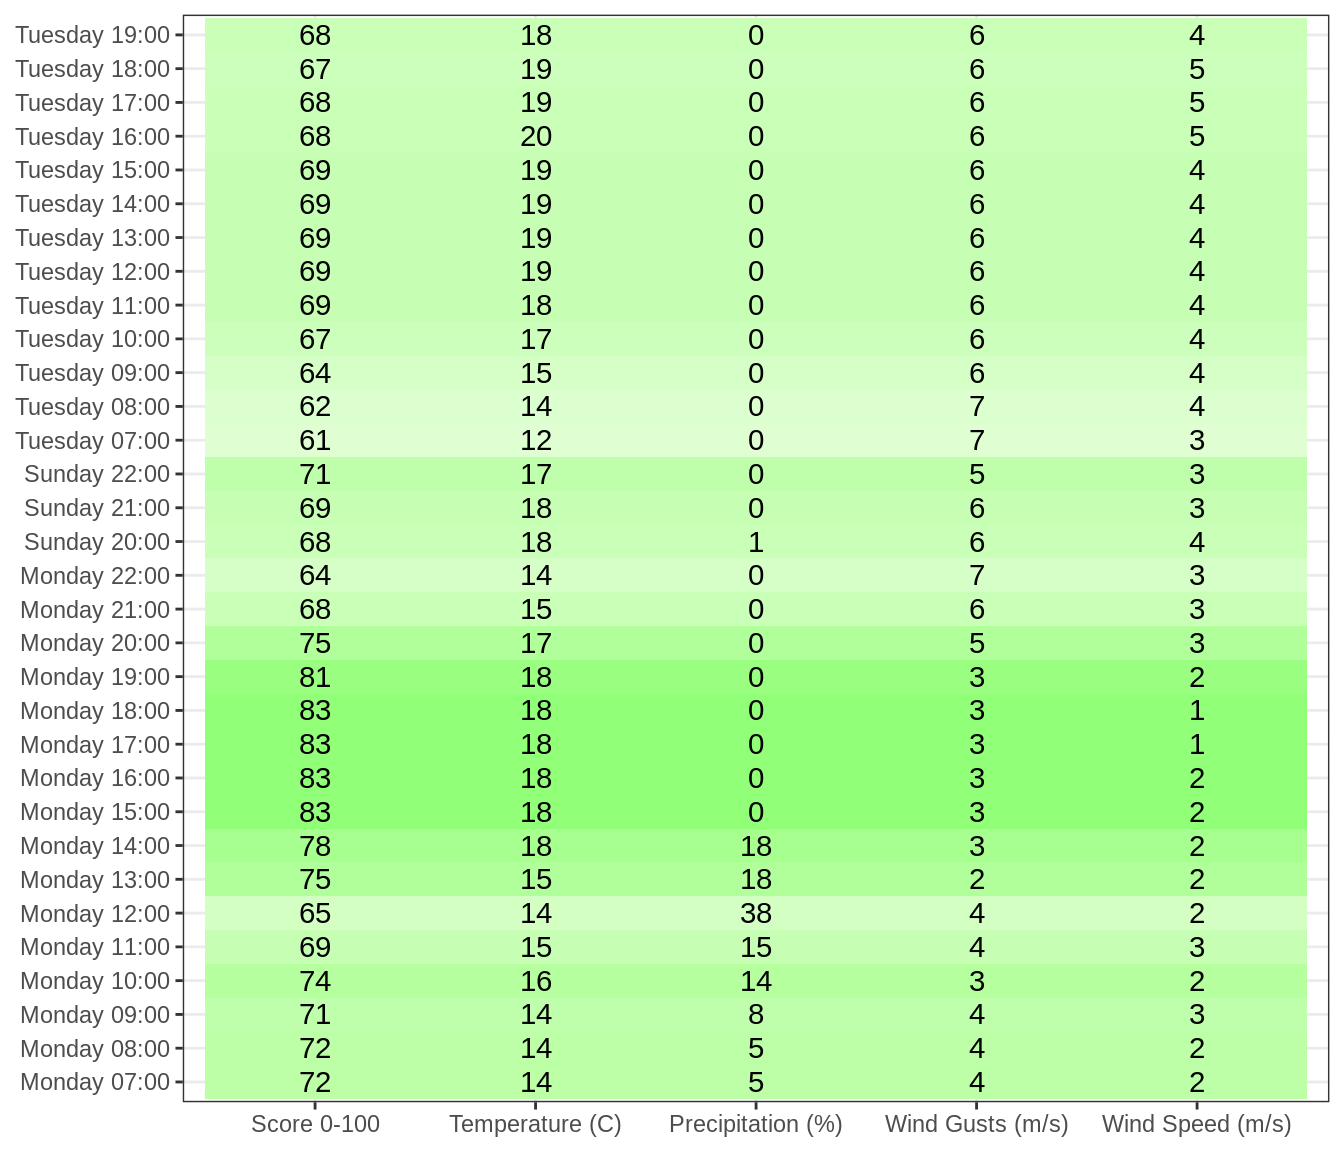 Tuesday 19:00 68 18 0 6 4
Tuesday 18:00 67 19 0 6 5
Tuesday 17:00 68 19 0 6 5
Tuesday 16:00 68 20 0 6 5
Tuesday 15:00 69 19 0 6 4
Tuesday 14:00 69 19 0 6 4
Tuesday 13:00 69 19 0 6 4
Tuesday 12:00 69 19 0 6 4
Tuesday 11:00 69 18 0 6 4
Tuesday 10:00 67 17 0 6 4
Tuesday 09:00 64 15 0 6 4
Tuesday 08:00 62 14 0 7 4
Tuesday 07:00 61 12 0 7 3
Sunday 22:00 71 17 0 5 3
Sunday 21:00 69 18 0 6 3
Sunday 20:00 68 18 1 6 4
Monday 22:00 64 14 0 7 3
Monday 21:00 68 15 0 6 3
Monday 20:00 75 17 0 5 3
Monday 19:00 81 18 0 3 2
Monday 18:00 83 18 0 3 1
Monday 17:00 83 18 0 3 1
Monday 16:00 83 18 0 3 2
Monday 15:00 83 18 0 3 2
Monday 14:00 78 18 18 3 2
Monday 13:00 75 15 18 2 2
Monday 12:00 65 14 38 4 2
Monday 11:00 69 15 15 4 3
Monday 10:00 74 16 14 3 2
Monday 09:00 71 14 8 4 3
Monday 08:00 72 14 5 4 2
Monday 07:00 72 14 5 4 2
Score 0-100 Temperature (C) Precipitation (%) Wind Gusts (m/s) Wind Speed (m/s)